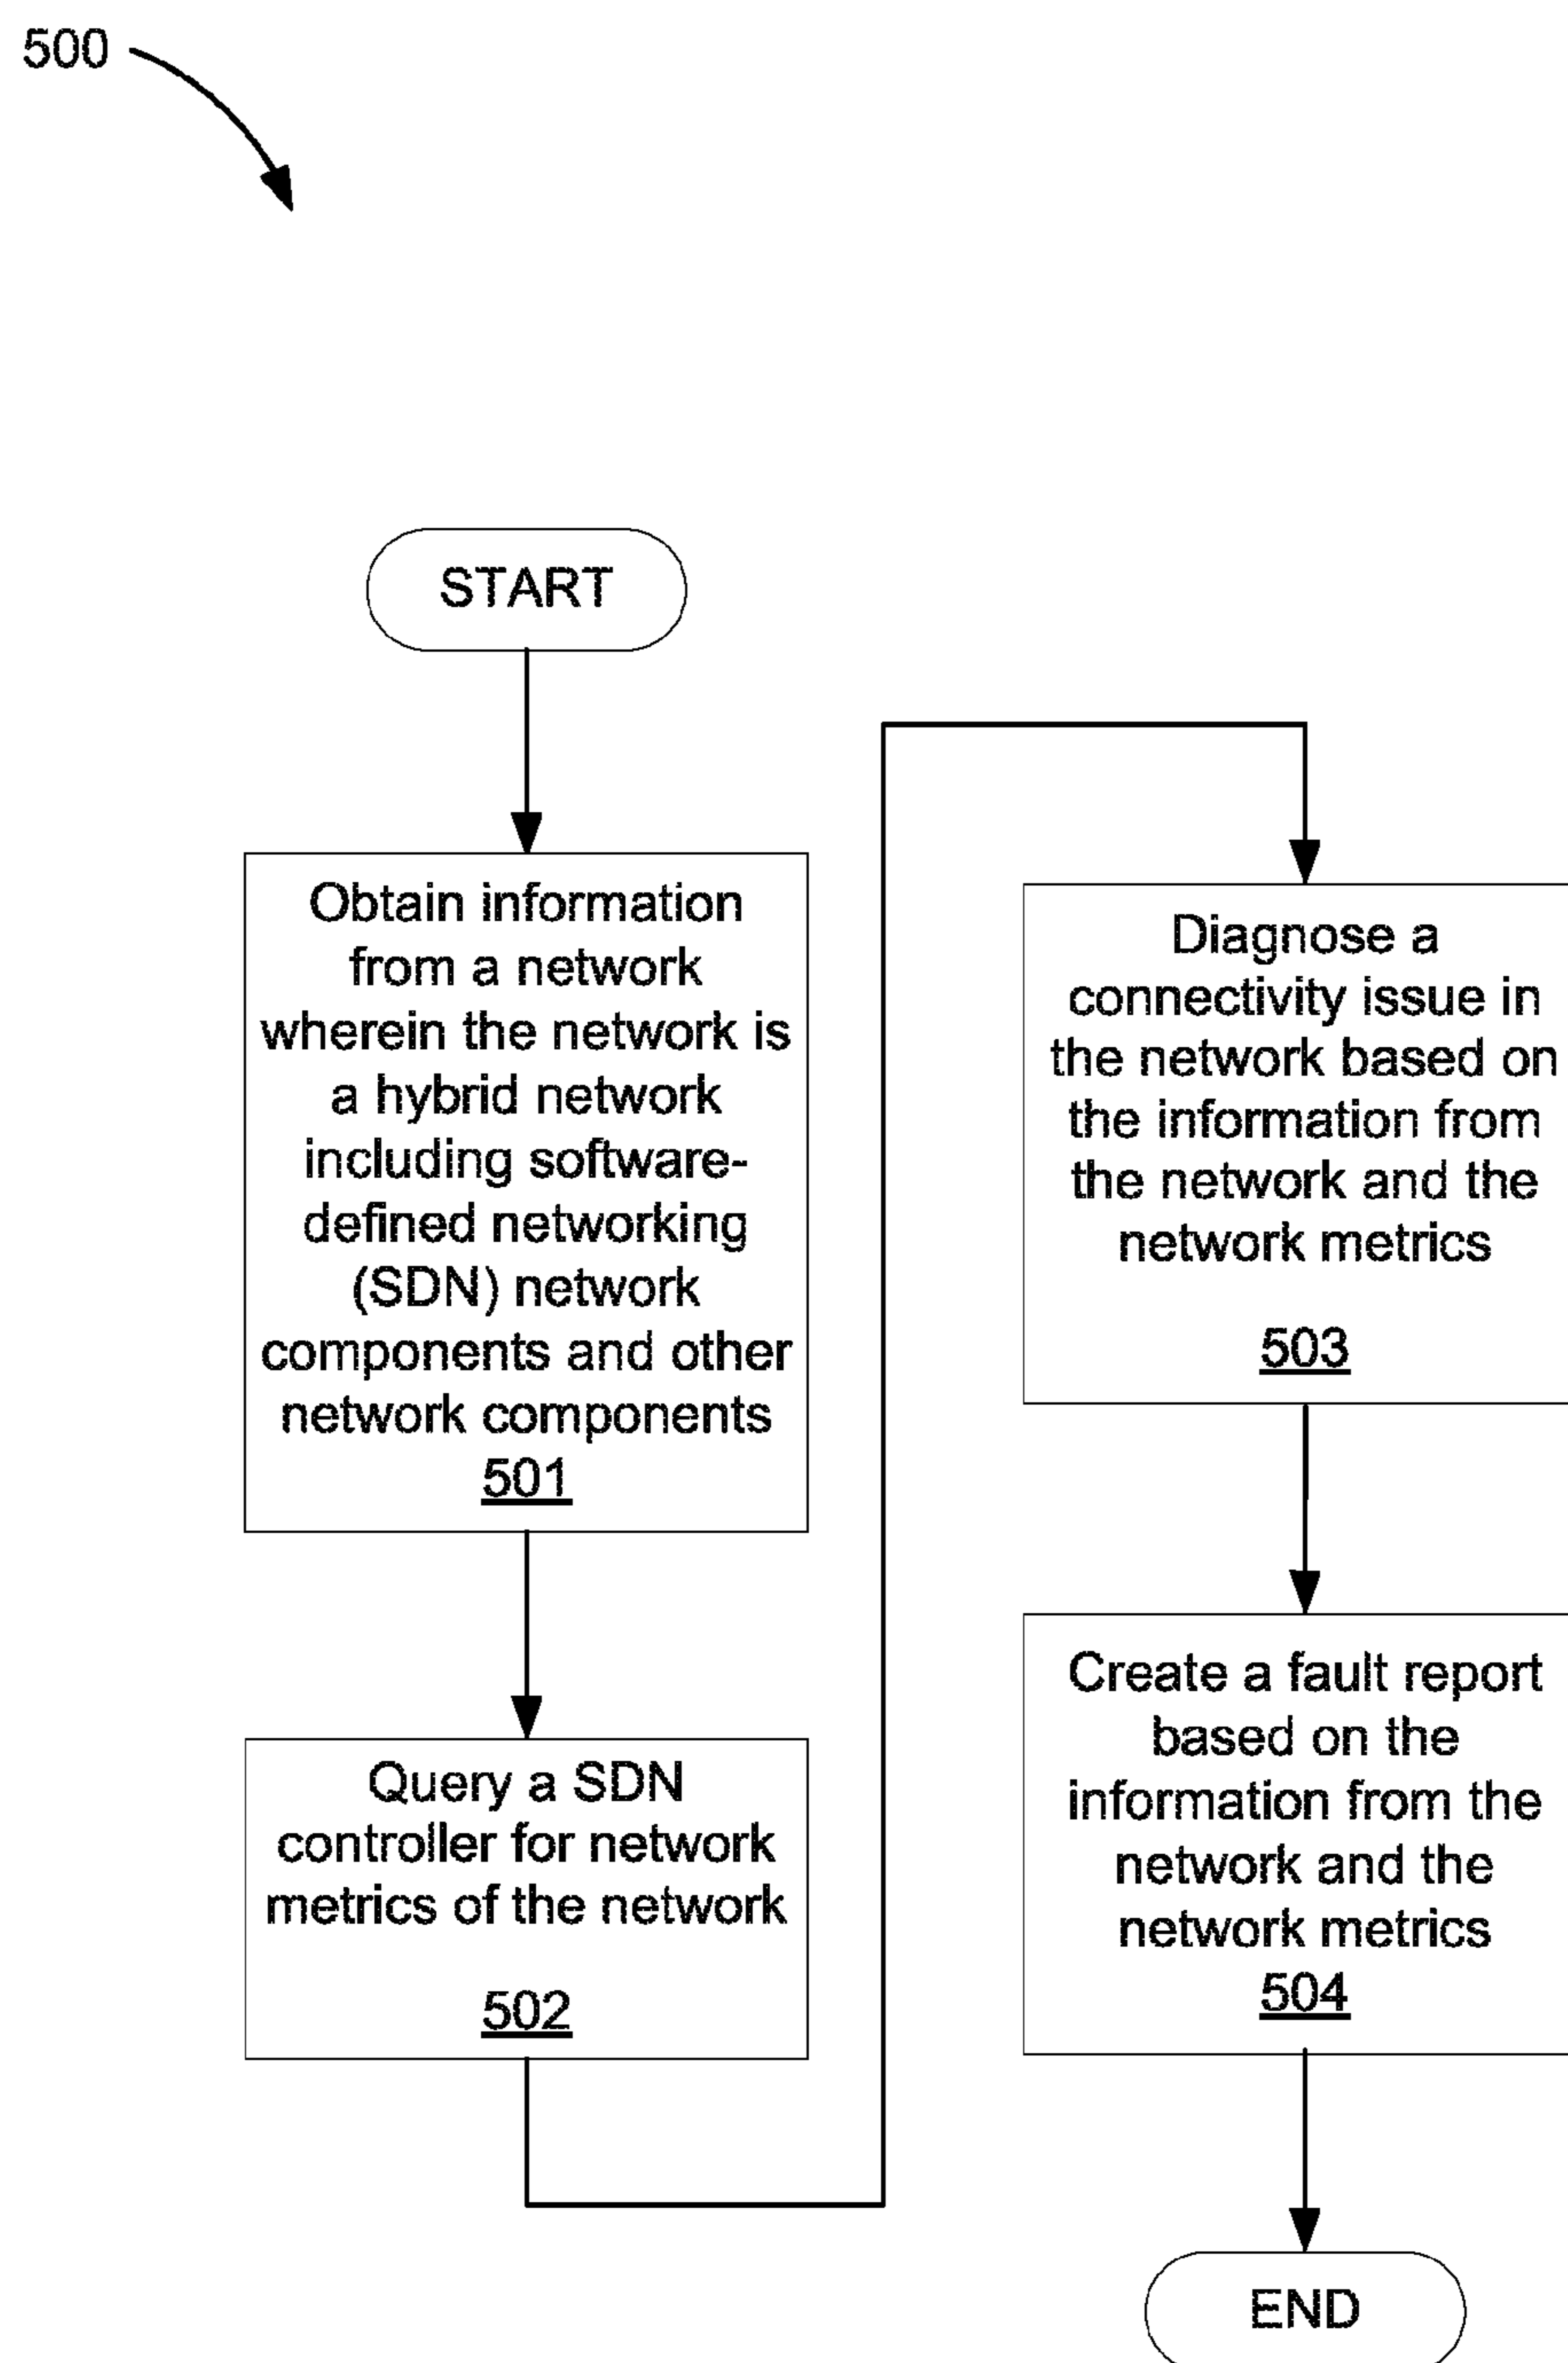 500
START
Obtain information
from a network
wherein the network is
a hybrid network
including software-
defined networking
(SDN) network
components and other
network components
501
Query a SDN
controller for network
metrics of the network
502
Diagnose a
connectivity issue in
the network based on
the information from
the network and the
network metrics
503
Create a fault report
based on the
information from the
network and the
network metrics
504
END